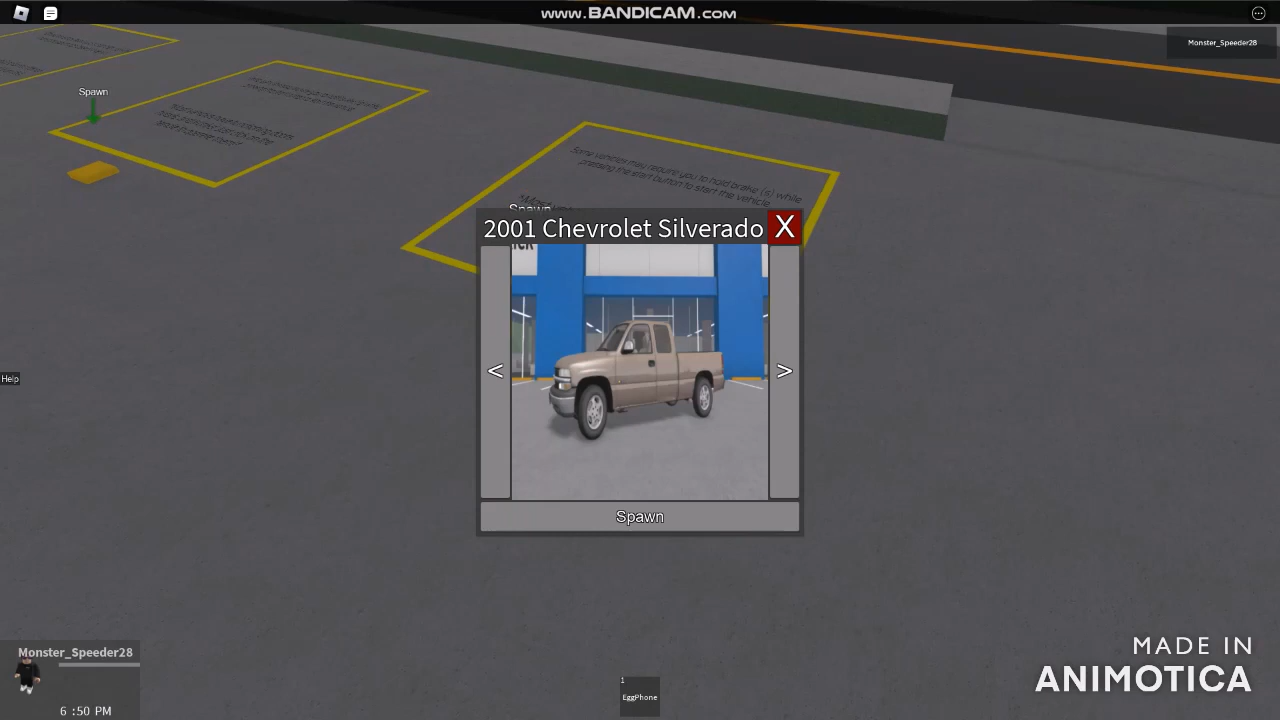 www.BANDICAM.com
Monster_Speeder28
Spawn
Some vehicles may require you to hold brake (s) while
pressing the start button to start the vehicle
Spawn
2001 Chevrolet Silverado X
< >
Spawn
Help
Monster_Speeder28
6 :50 PM
1
EggPhone
MADE IN
ANIMOTICA